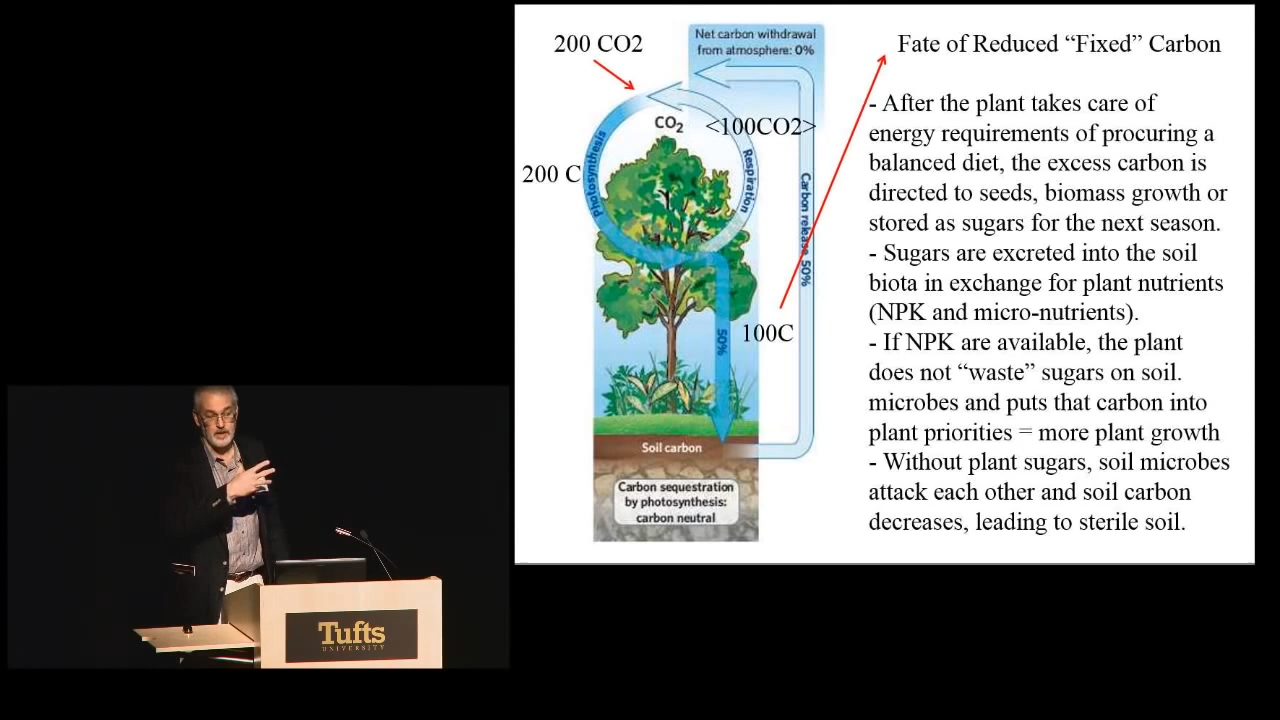 200 CO2
Net carbon withdrawal
from atmosphere: 0%
CO₂
<100CO2>
Photosynthesis
200 C
Respiration
Carbon release, 50%
100C
50%
Soil carbon
Carbon sequestration
by photosynthesis:
carbon neutral
Fate of Reduced “Fixed” Carbon
- After the plant takes care of
energy requirements of procuring a
balanced diet, the excess carbon is
directed to seeds, biomass growth or
stored as sugars for the next season.
- Sugars are excreted into the soil
biota in exchange for plant nutrients
(NPK and micro-nutrients).
- If NPK are available, the plant
does not “waste” sugars on soil.
microbes and puts that carbon into
plant priorities = more plant growth
- Without plant sugars, soil microbes
attack each other and soil carbon
decreases, leading to sterile soil.
Tufts
UNIVERSITY